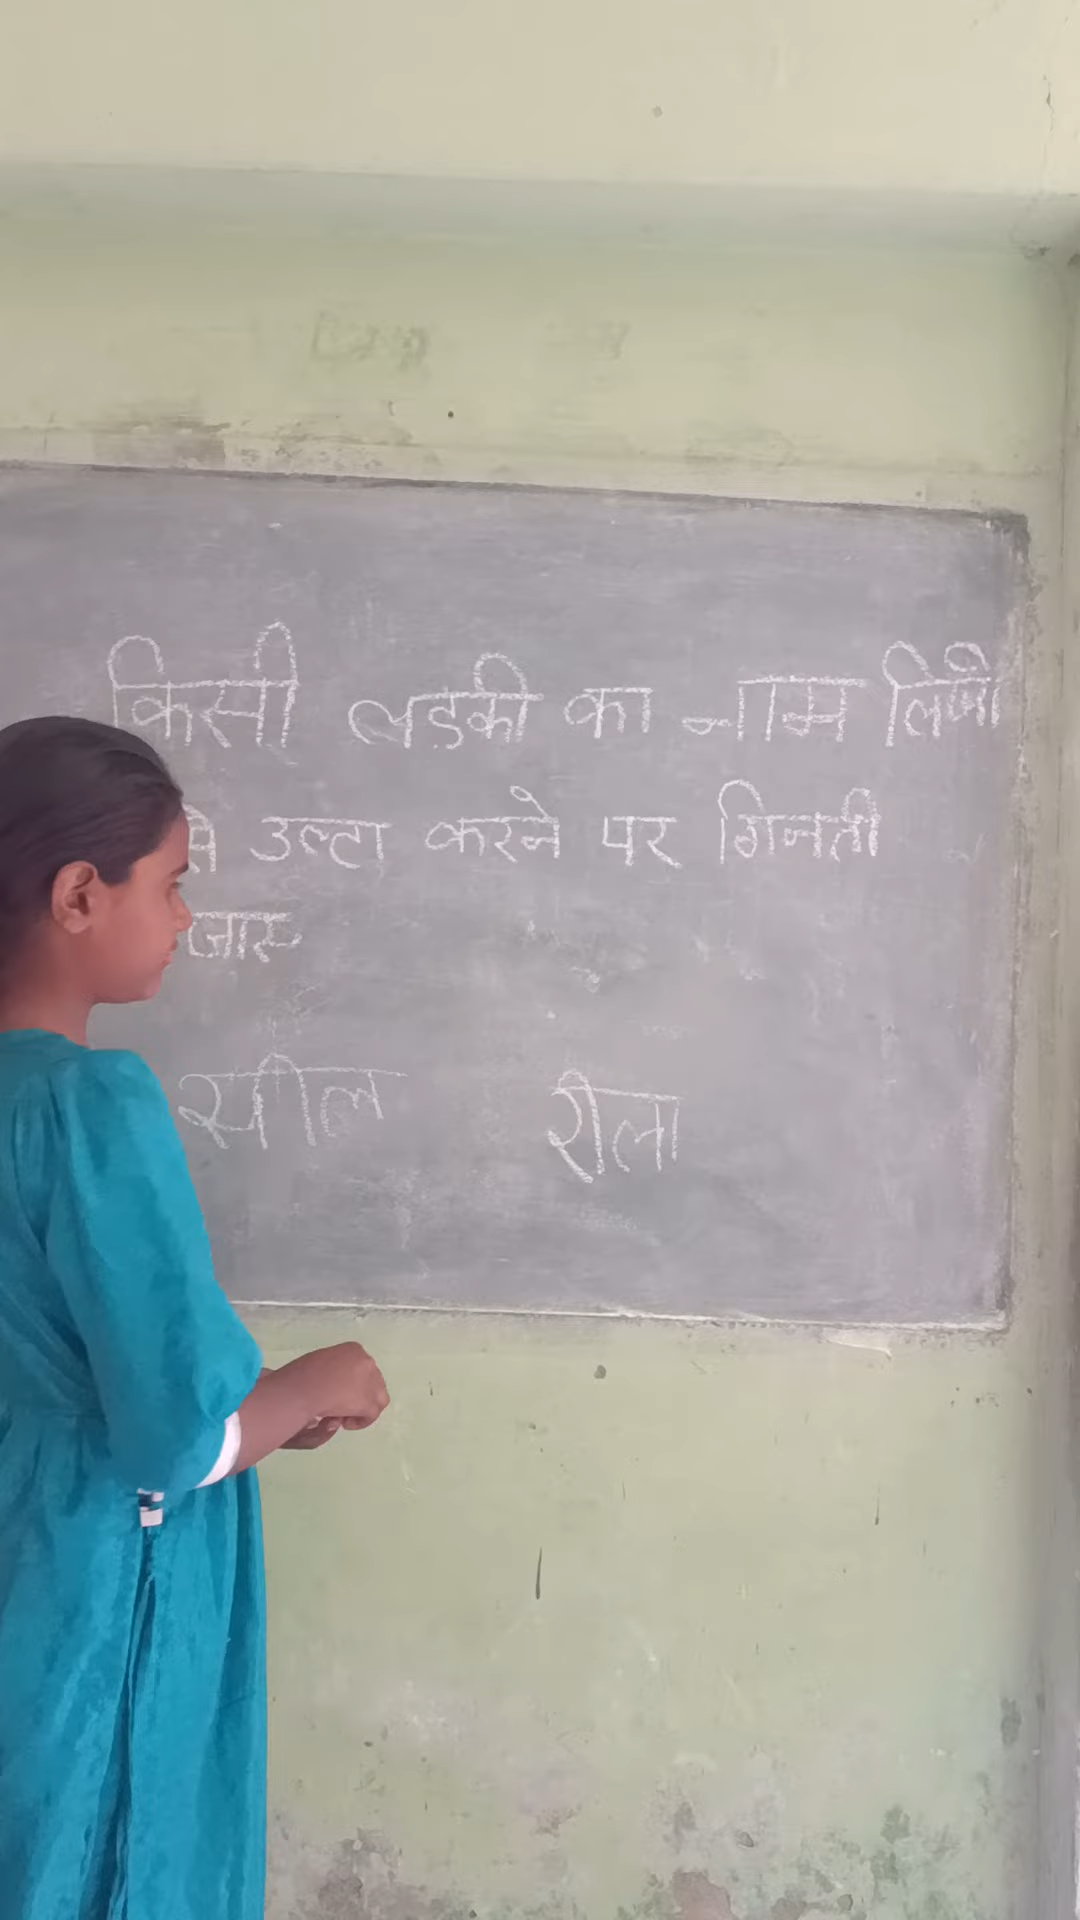 किसी लड़की का नाम लिखो
से उल्टा करने पर गिनती
जाए
रीला